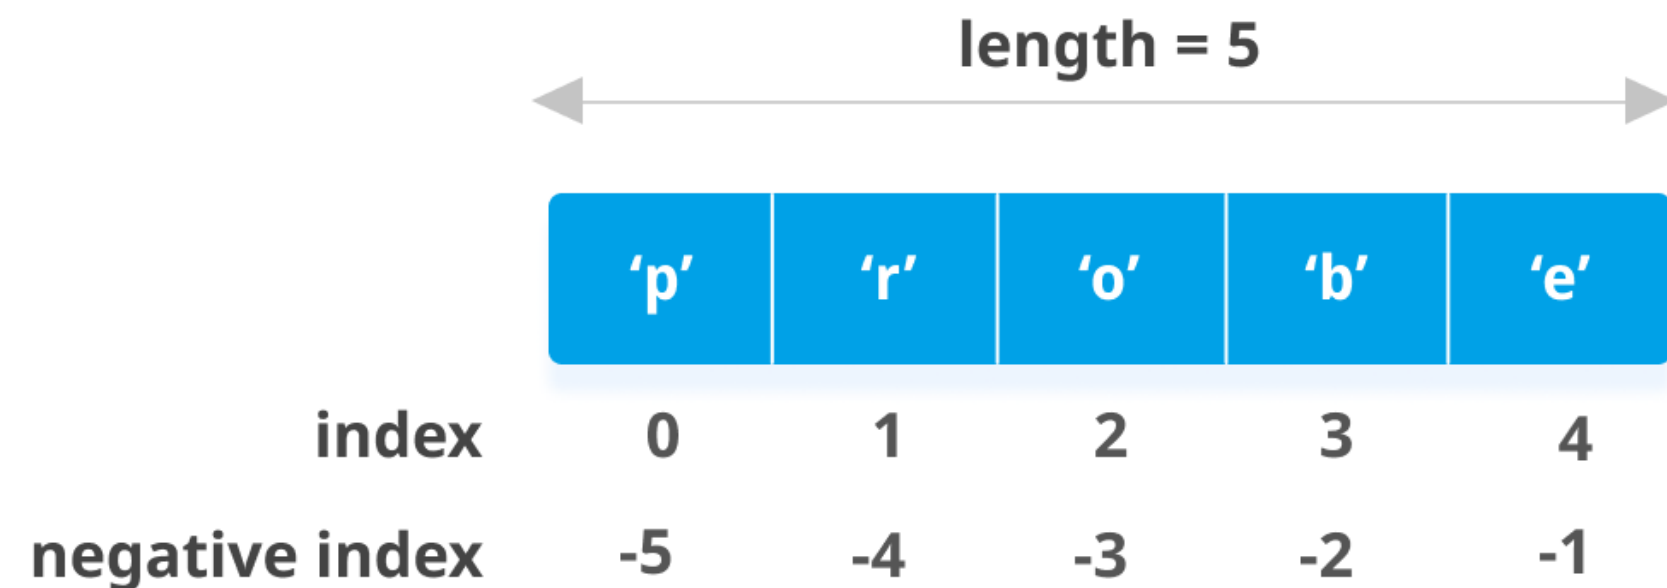 length = 5
‘p’ ‘r’ ‘o’ ‘b’ ‘e’
index 0 1 2 3 4
negative index -5 -4 -3 -2 -1